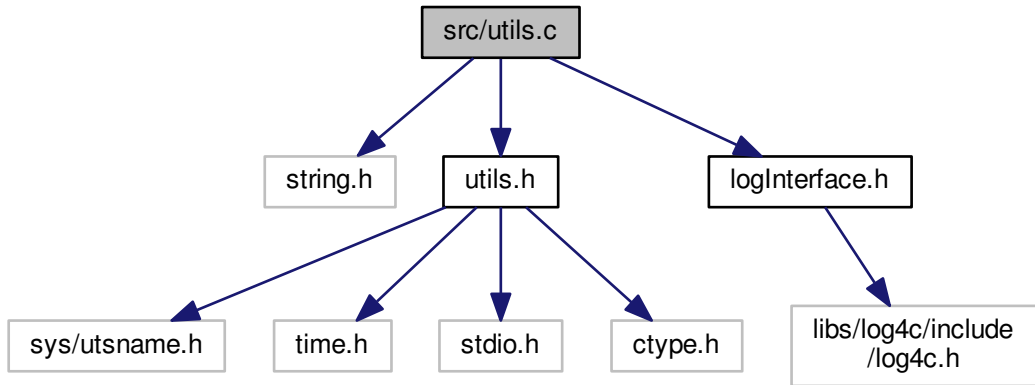 src/utils.c
string.h
utils.h
logInterface.h
sys/utsname.h
time.h
stdio.h
ctype.h
libs/log4c/include
/log4c.h